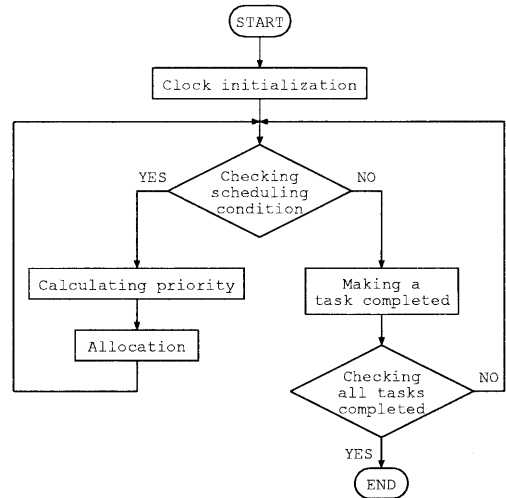 START
Clock initialization
YES
Checking
scheduling
condition
NO
Calculating priority
Allocation
Making a
task completed
Checking
all tasks
completed
NO
YES
END